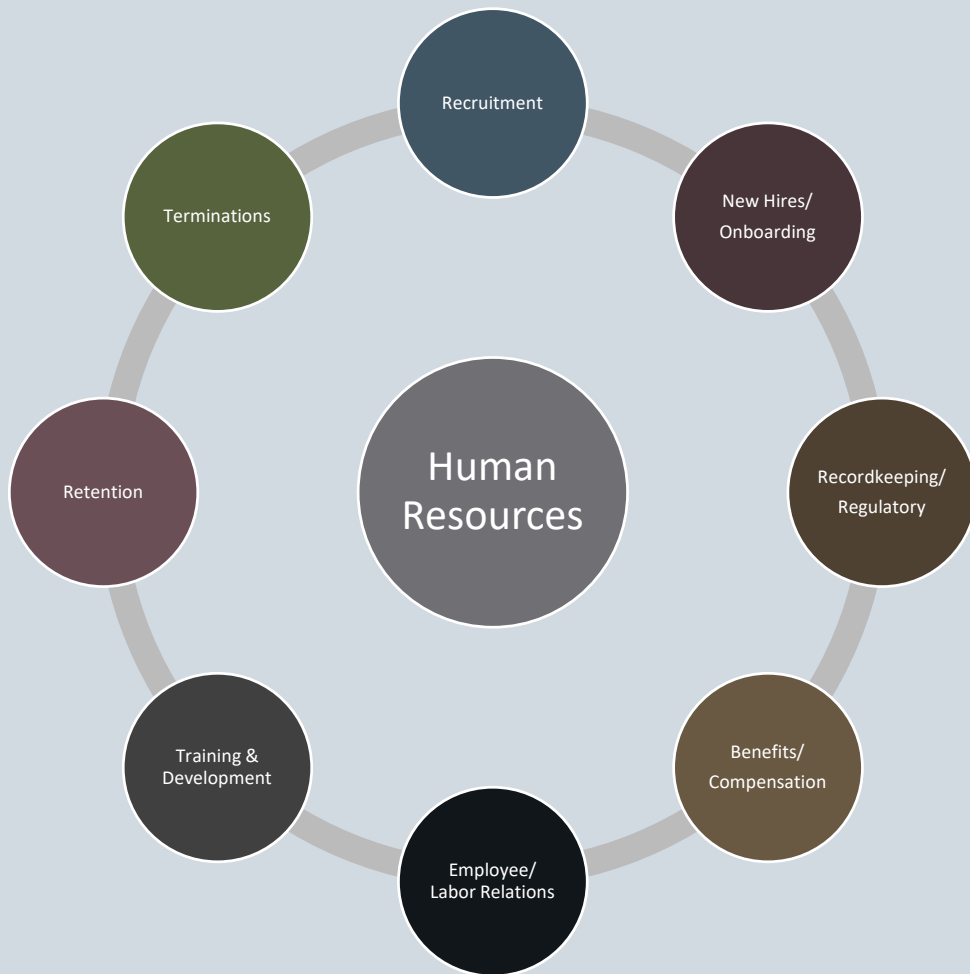 Recruitment
New Hires/
Onboarding
Recordkeeping/
Regulatory
Benefits/
Compensation
Employee/
Labor Relations
Training &
Development
Retention
Terminations
Human
Resources